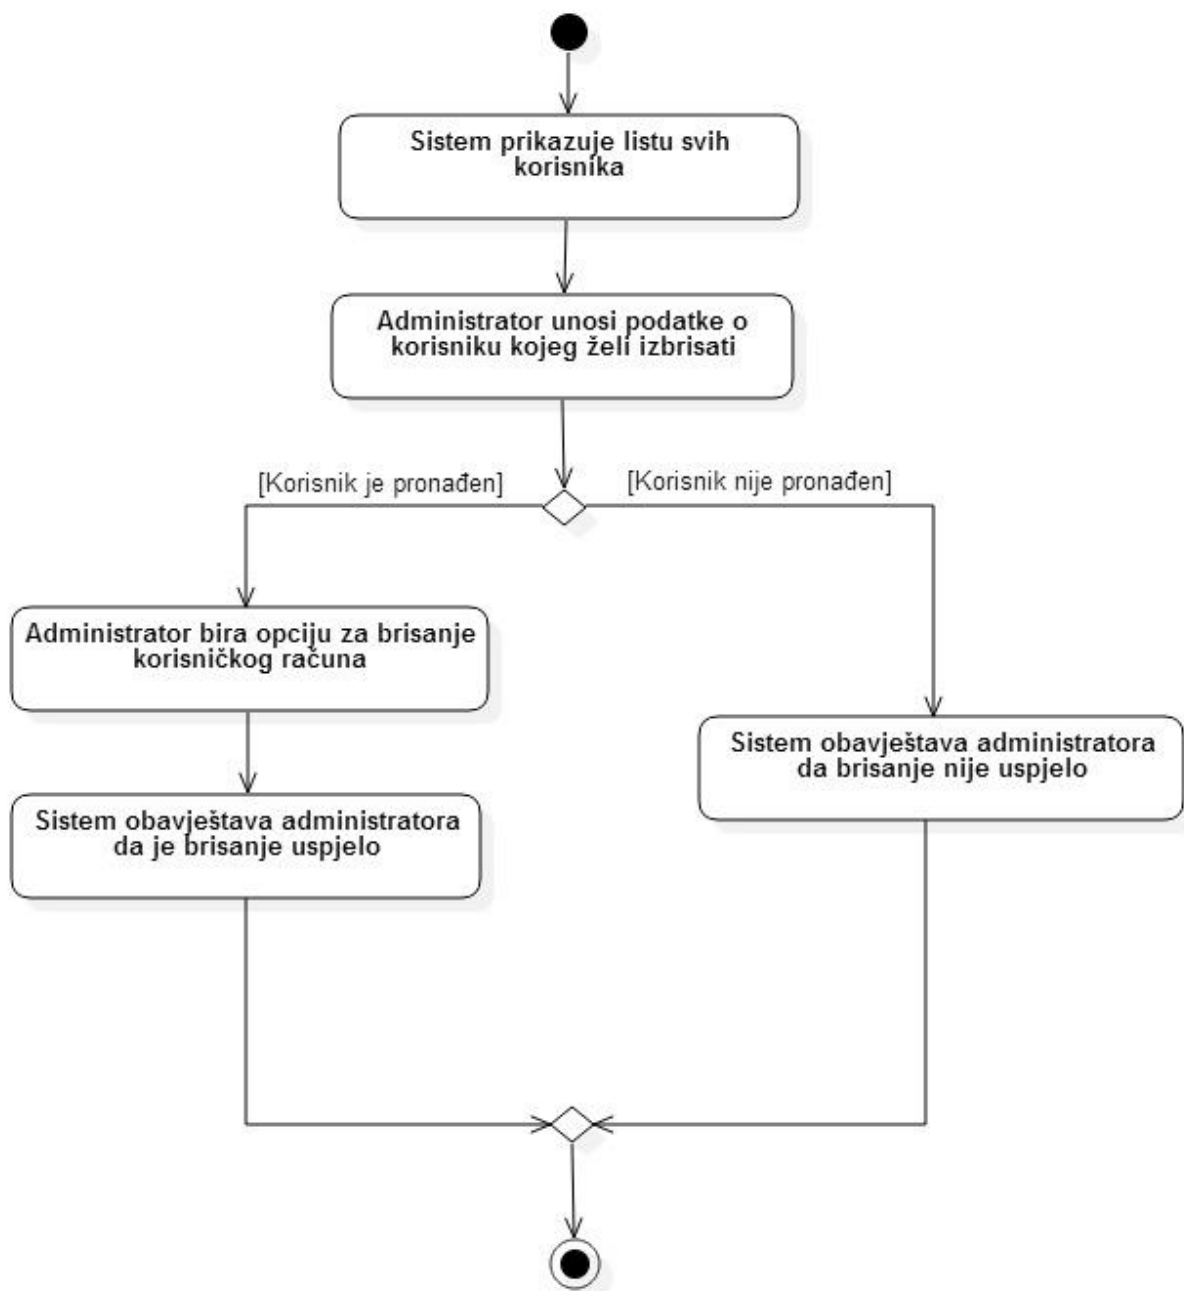 Sistem prikazuje listu svih
korisnika
Administrator unosi podatke o
korisniku kojeg želi izbrisati
[Korisnik je pronađen]
[Korisnik nije pronađen]
Administrator bira opciju za brisanje
korisničkog računa
Sistem obavještava administratora
da brisanje nije uspjelo
Sistem obavještava administratora
da je brisanje uspjelo